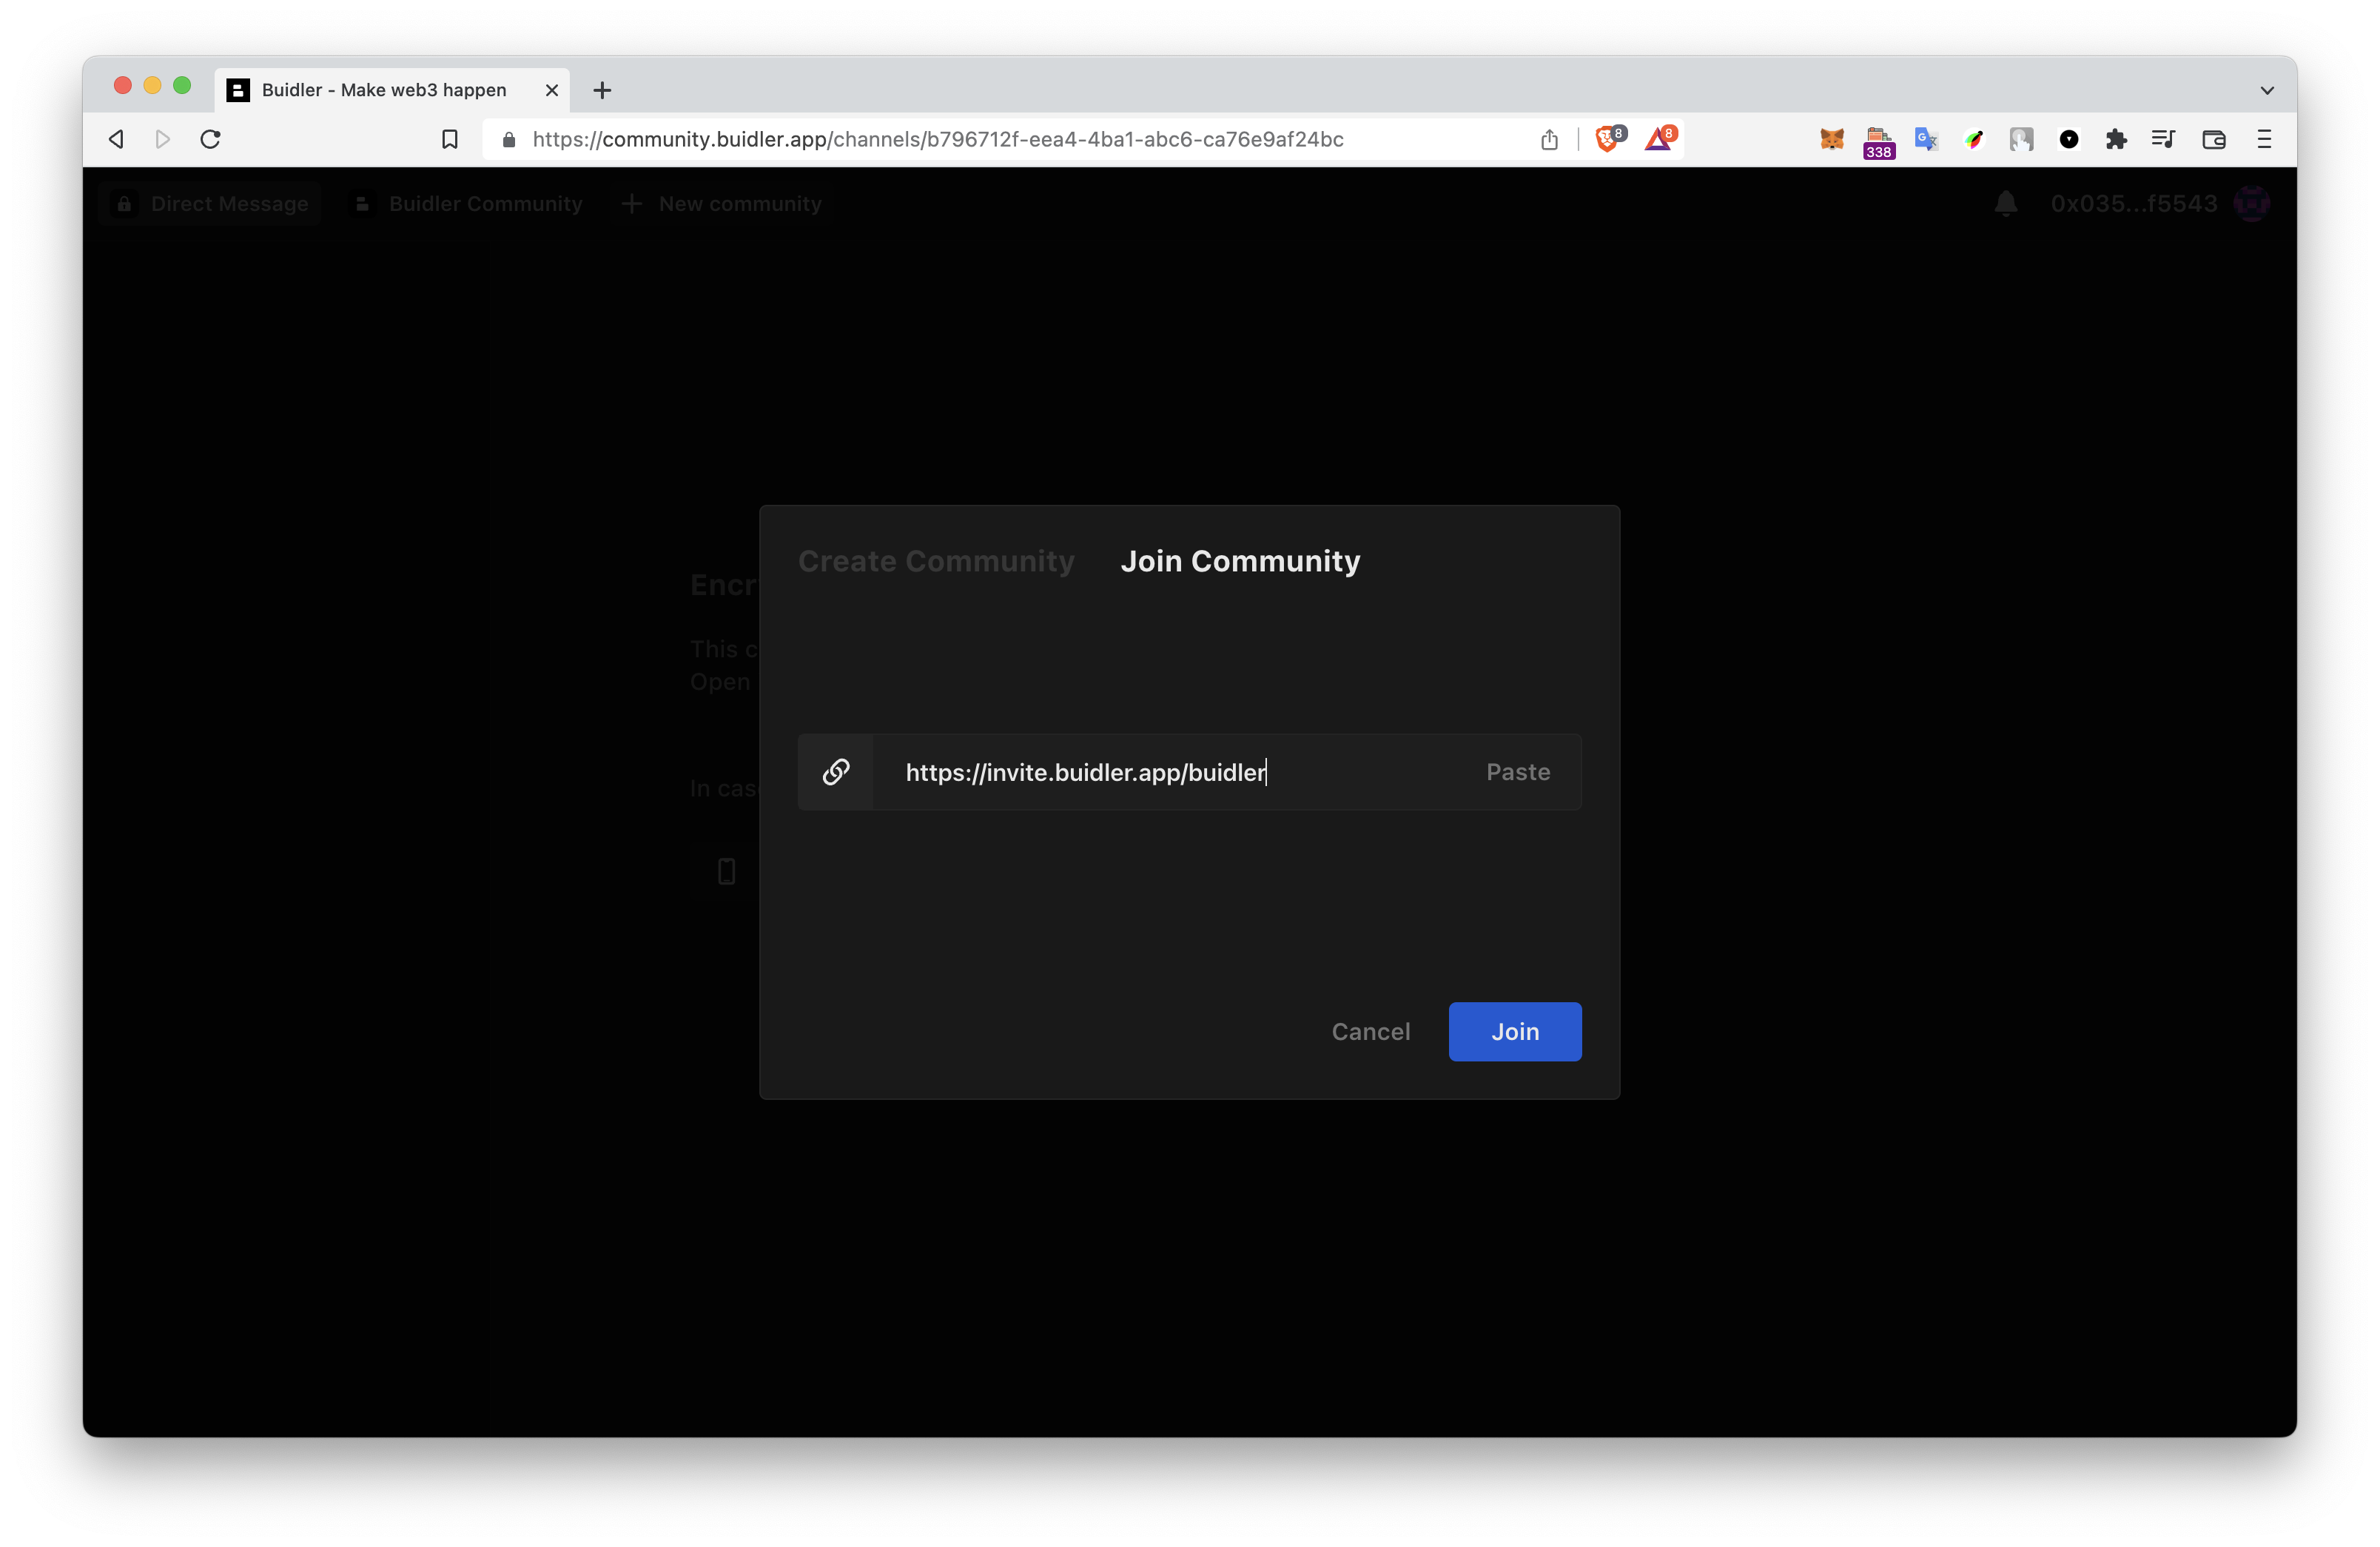 Buidler - Make web3 happen
https://community.buidler.app/channels/b796712f-eea4-4ba1-abc6-ca76e9af24bc
8
8
338
Direct Message
Buidler Community
New community
0x035...f5543
Create Community
Join Community
Encr
This c
Open
https://invite.buidler.app/buidler
Paste
In cas
Cancel
Join